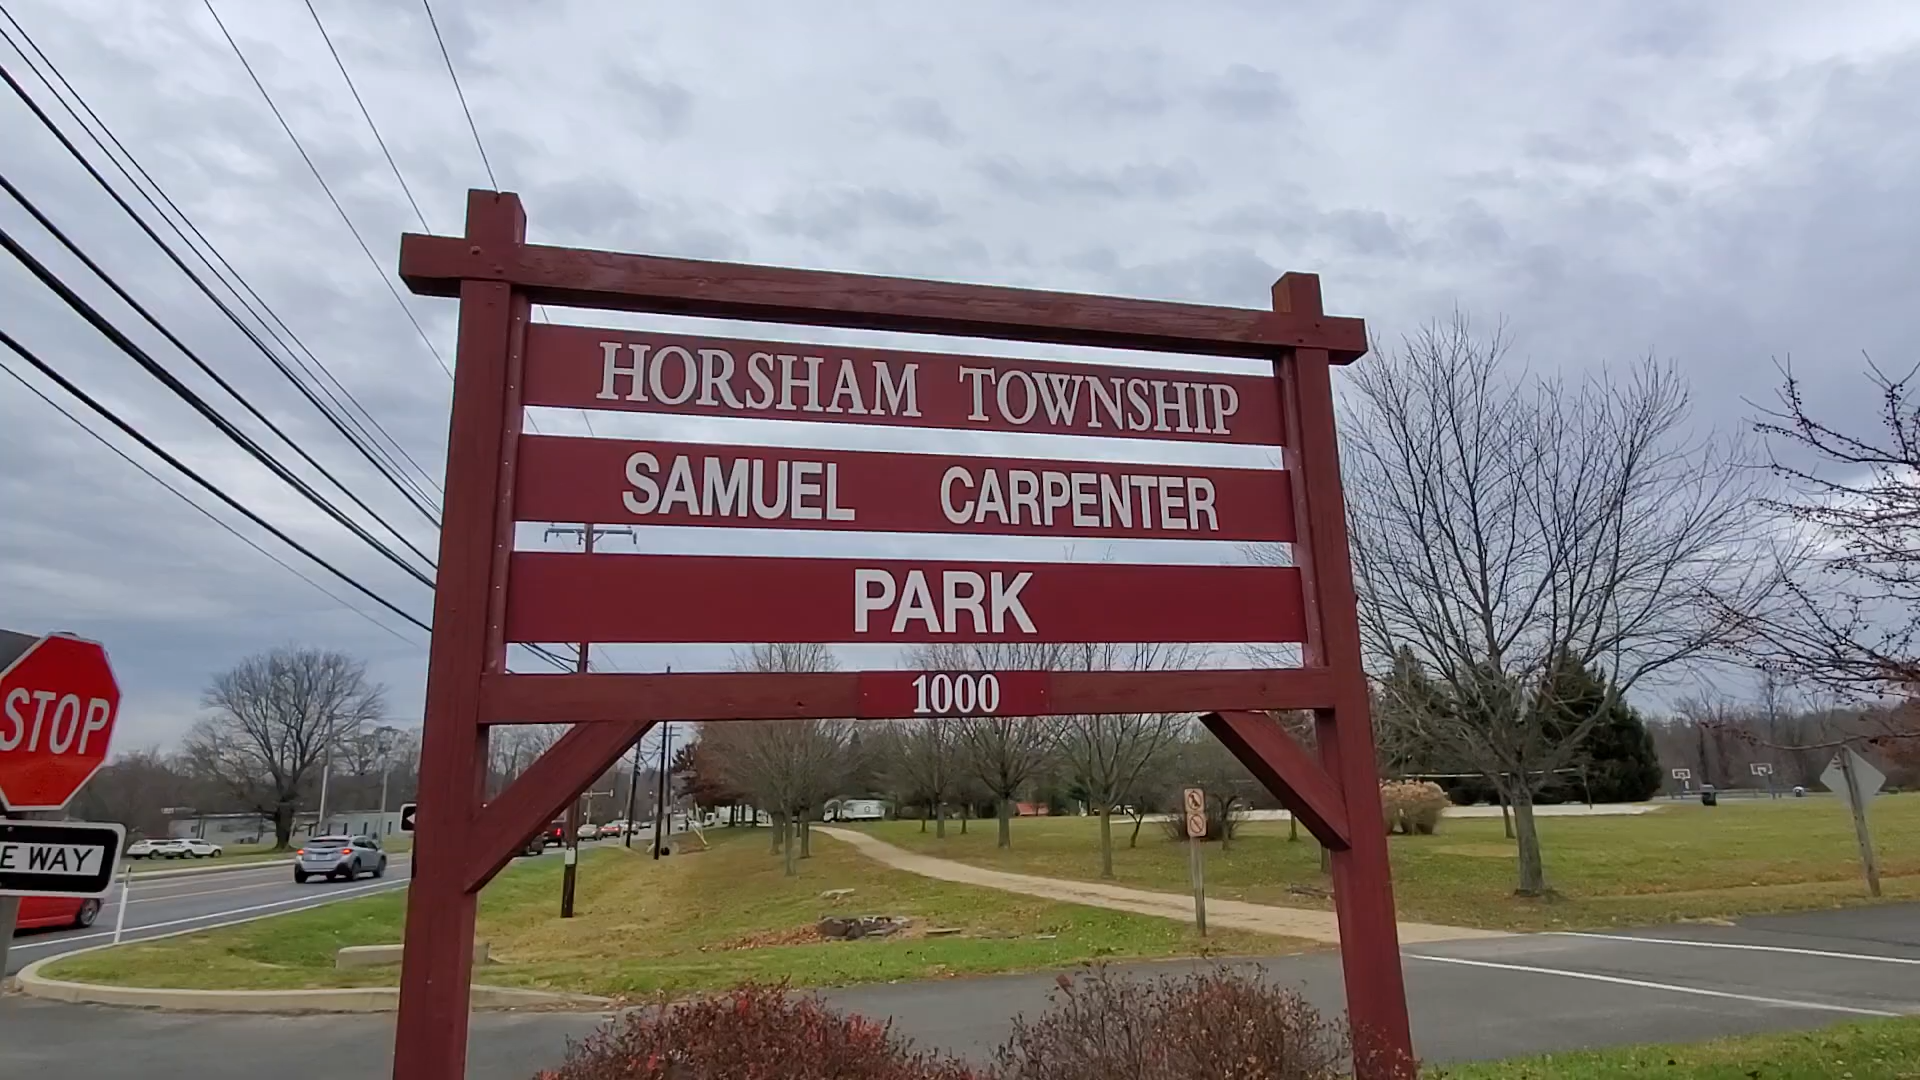 HORSHAM TOWNSHIP
SAMUEL CARPENTER
PARK
1000
STOP
E WAY